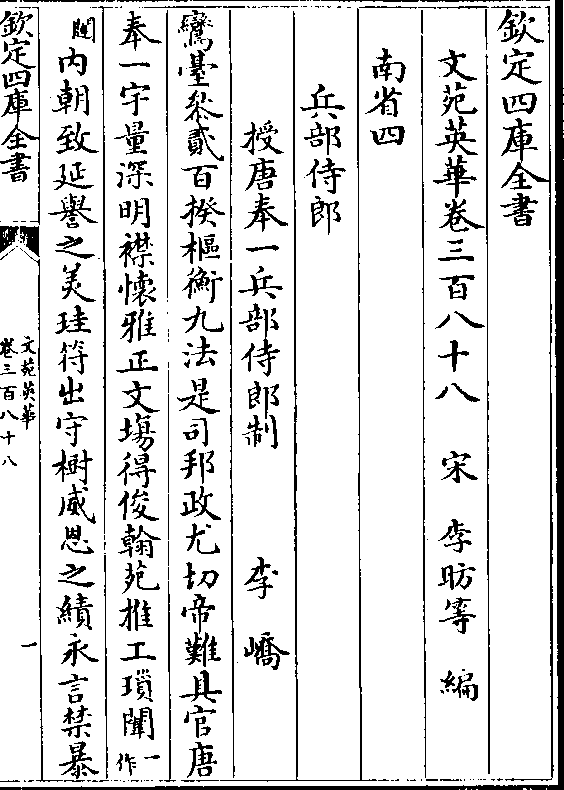 欽定四庫全書
文苑英華卷三百八十八 宋 李昉等 編
南省四
兵部侍郎
授唐奉一兵部侍郎制 李嶠
鸞臺叅貳百揆樞衡九法是司邦政尤切帝難具官唐
奉一宇量深明襟懷雅正文塲得俊翰苑推工瑣闈一作
闥内朝致延譽之美珪符出守樹威恩之績永言禁暴
欽定四庫全書
文苑英華
卷三百八十八
一